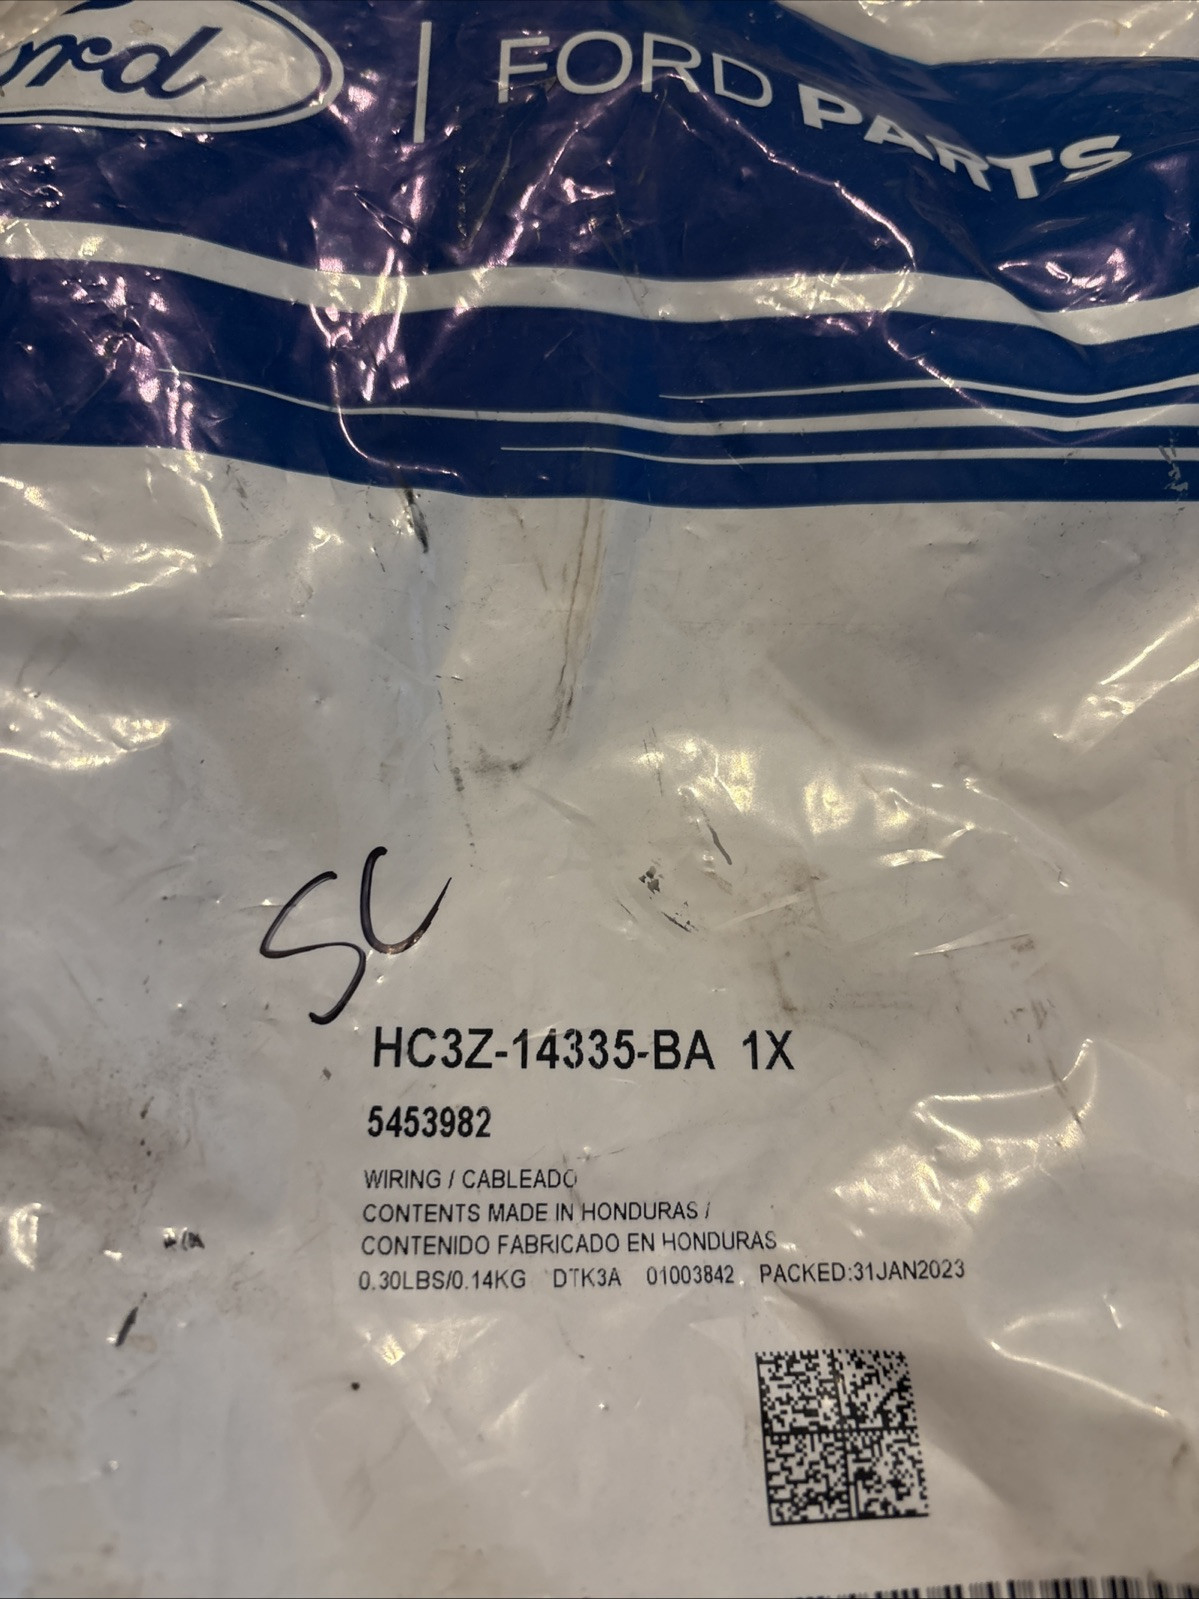 Ford
FORD PARTS
SC
HC3Z-14335-BA 1X
5453982
WIRING / CABLEADO
CONTENTS MADE IN HONDURAS /
CONTENIDO FABRICADO EN HONDURAS
0.30LBS/0.14KG DTK3A 01003842 PACKED:31JAN2023